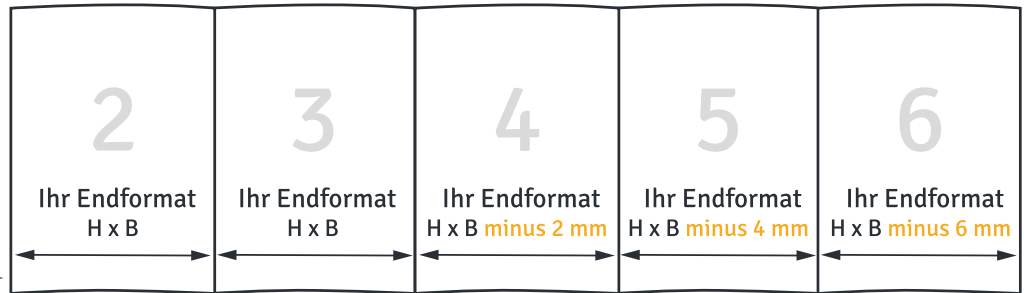 2
3
4
5
6
Ihr Endformat
H x B
Ihr Endformat
H x B
Ihr Endformat
H x B minus 2 mm
Ihr Endformat
H x B minus 4 mm
Ihr Endformat
H x B minus 6 mm